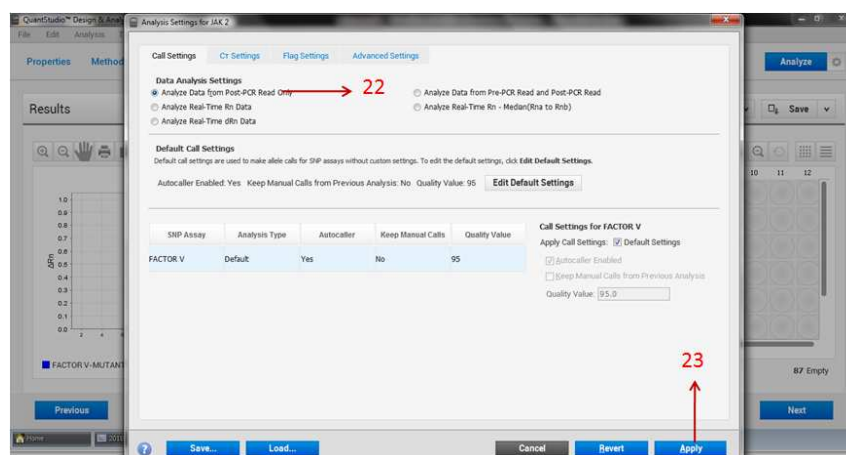 QuantStudio™ Design & Analy
Analysis Settings for JAK 2
File Edit Analysis
Properties Method
Analyze
Results
Save
Call Settings CT Settings Flag Settings Advanced Settings
Data Analysis Settings
Analyze Data from Post-PCR Read Only 22 Analyze Data from Pre-PCR Read and Post-PCR Read
Analyze Real-Time Rn Data Analyze Real-Time Rn - Median(Rna to Rnb)
Analyze Real-Time dRn Data
Default Call Settings
Default call settings are used to make allele calls for SNP assays without custom settings. To edit the default settings, click Edit Default Settings.
Autocaller Enabled: Yes Keep Manual Calls from Previous Analysis: No Quality Value: 95 Edit Default Settings
10 11 12
SNP Assay Analysis Type Autocaller Keep Manual Calls Quality Value
FACTOR V Default Yes No 95
Call Settings for FACTOR V
Apply Call Settings: Default Settings
Autocaller Enabled
Keep Manual Calls from Previous Analysis
Quality Value: 95.0
1.0
0.9
0.8
0.7
0.6
0.5
0.4
0.3
0.2
0.1
0.0
ΔRn
2 4 6
FACTOR V-MUTANT
23
87 Empty
Previous
Next
Home 2016
Save... Load... Cancel Revert Apply